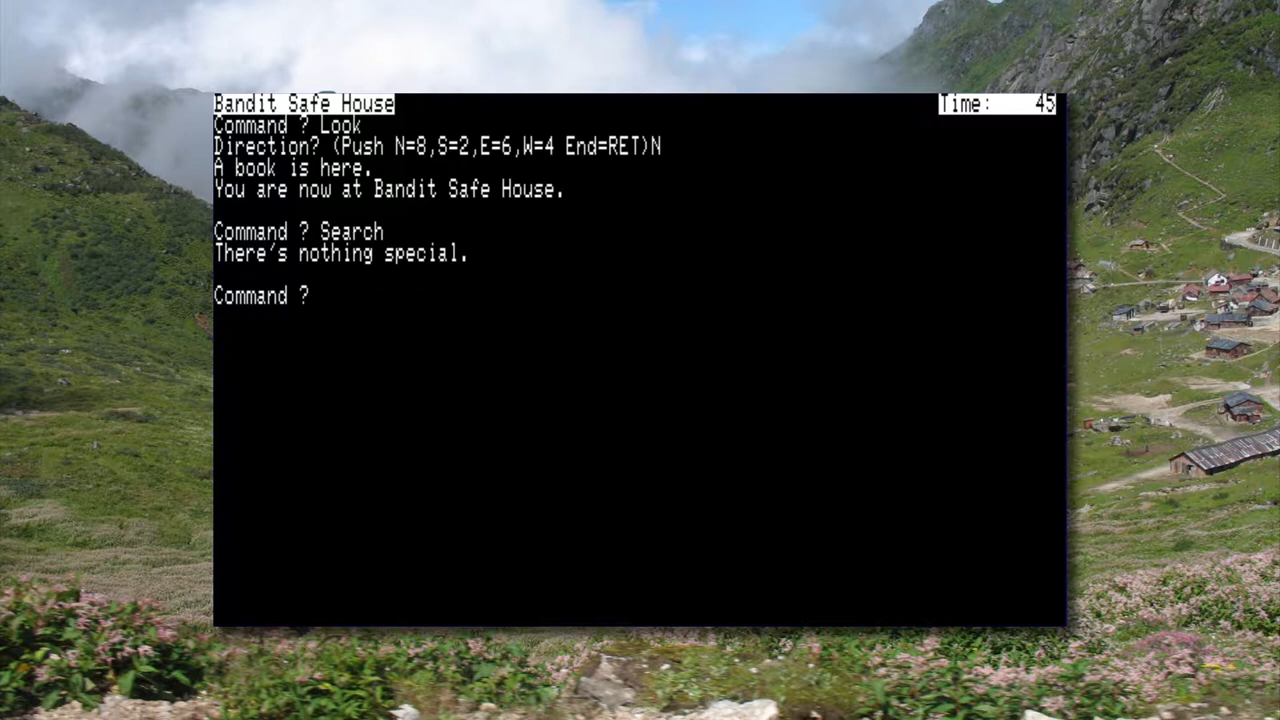 Bandit Safe House Time: 45
Command ? Look
Direction? (Push N=8,S=2,E=6,W=4 End=RET)N
A book is here.
You are now at Bandit Safe House.
Command ? Search
There's nothing special.
Command ?